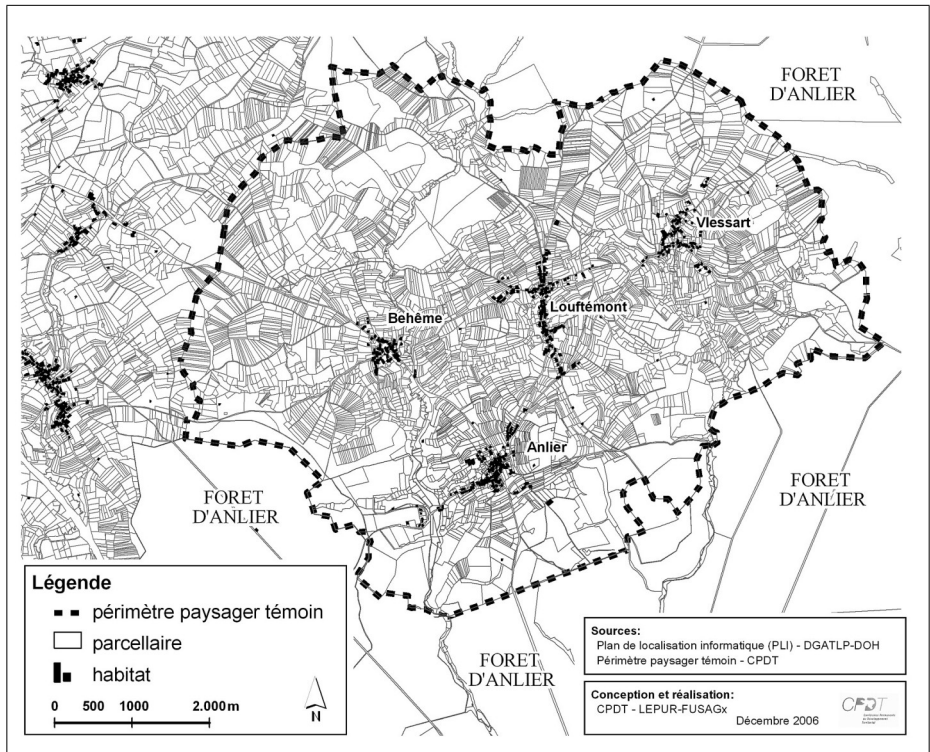 FORET
D'ANLIER
Vlessart
Louftémont
Behême
Anlier
FORET
D'ANLIER
FORET
D'ANLIER
FORET
D'ANLIER
Légende
périmètre paysager témoin
parcellaire
habitat
0 500 1000 2.000 m
N
Sources:
Plan de localisation informatique (PLI) - DGATLP-DOH
Périmètre paysager témoin - CPDT
Conception et réalisation:
CPDT - LEPUR-FUSAGx
Décembre 2006
CPDT